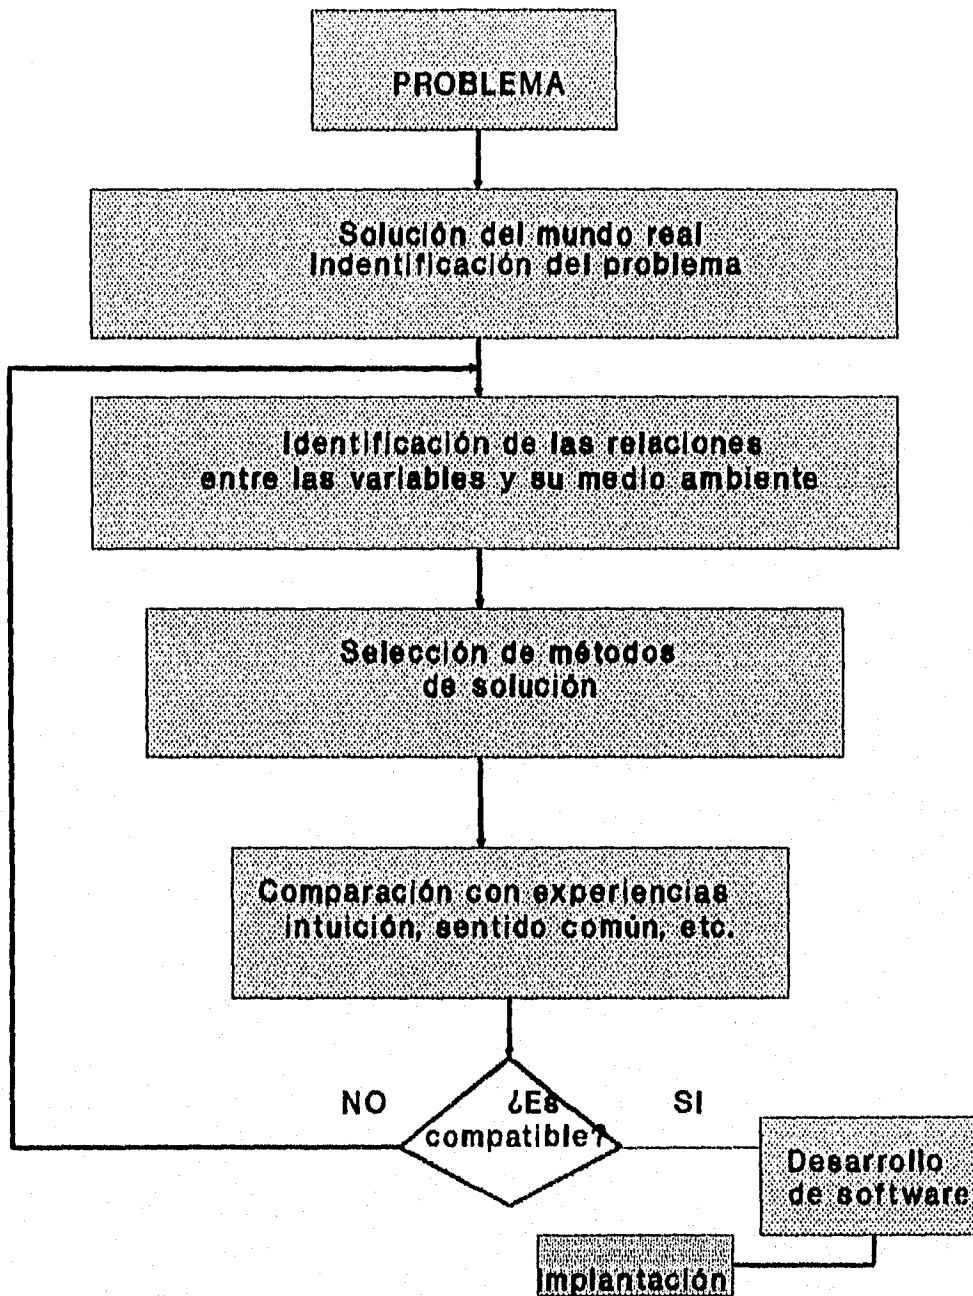 PROBLEMA
Solución del mundo real
Indentificación del problema
Identificación de las relaciones
entre las variables y su medio ambiente
Selección de métodos
de solución
Comparación con experiencias
intuición, sentido común, etc.
NO
¿Es
compatible?
SI
Desarrollo
de software
Implantación